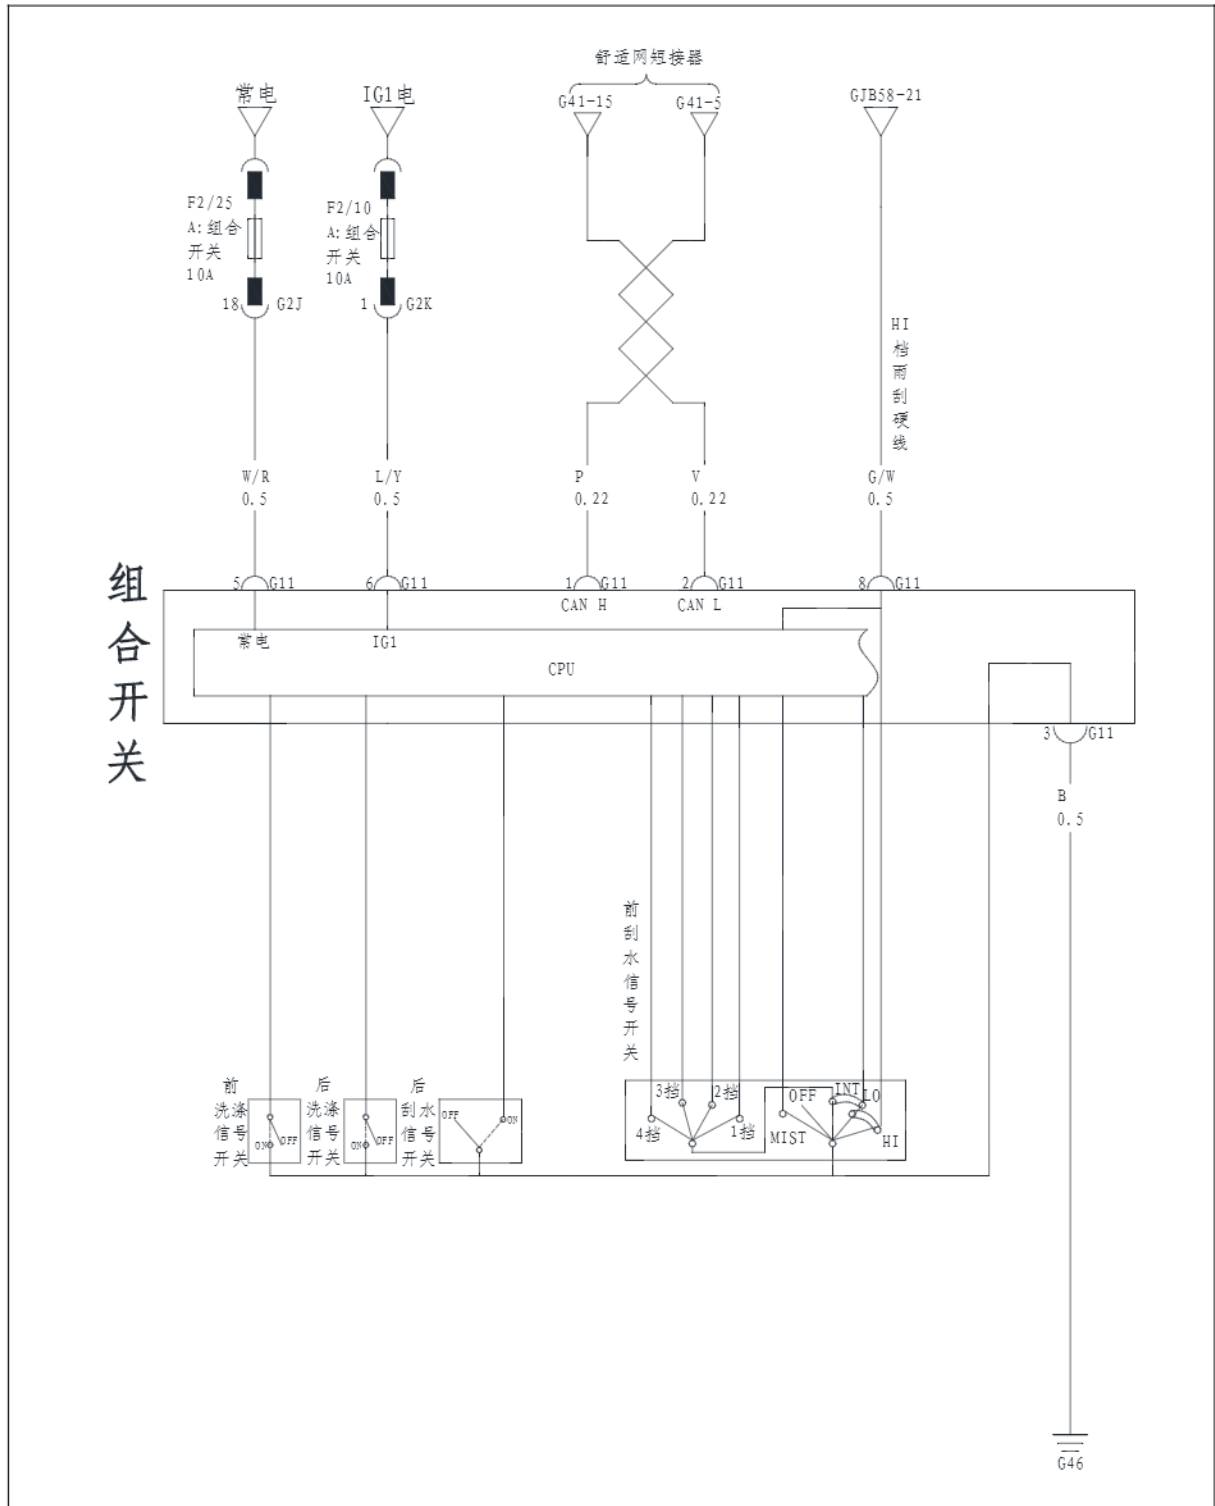 舒适网短接器
常电
IG1电
G41-15
G41-5
GJB58-21
F2/25
A:组合
开关
10A
F2/10
A:组合
开关
10A
18
G2J
1
G2K
HI
档
雨
刮
硬
线
W/R
0.5
L/Y
0.5
P
0.22
V
0.22
G/W
0.5
组
合
开
关
5
G11
6
G11
1
G11
2
G11
8
G11
CAN H
CAN L
常电
IG1
CPU
3
G11
B
0.5
前
刮
水
信
号
开
关
前
洗涤
信号
开关
ON
OFF
后
洗涤
信号
开关
ON
OFF
后
刮水
信号
开关
OFF
ON
4挡
3挡
2挡
1挡
MIST
OFF
INT
LO
HI
G46